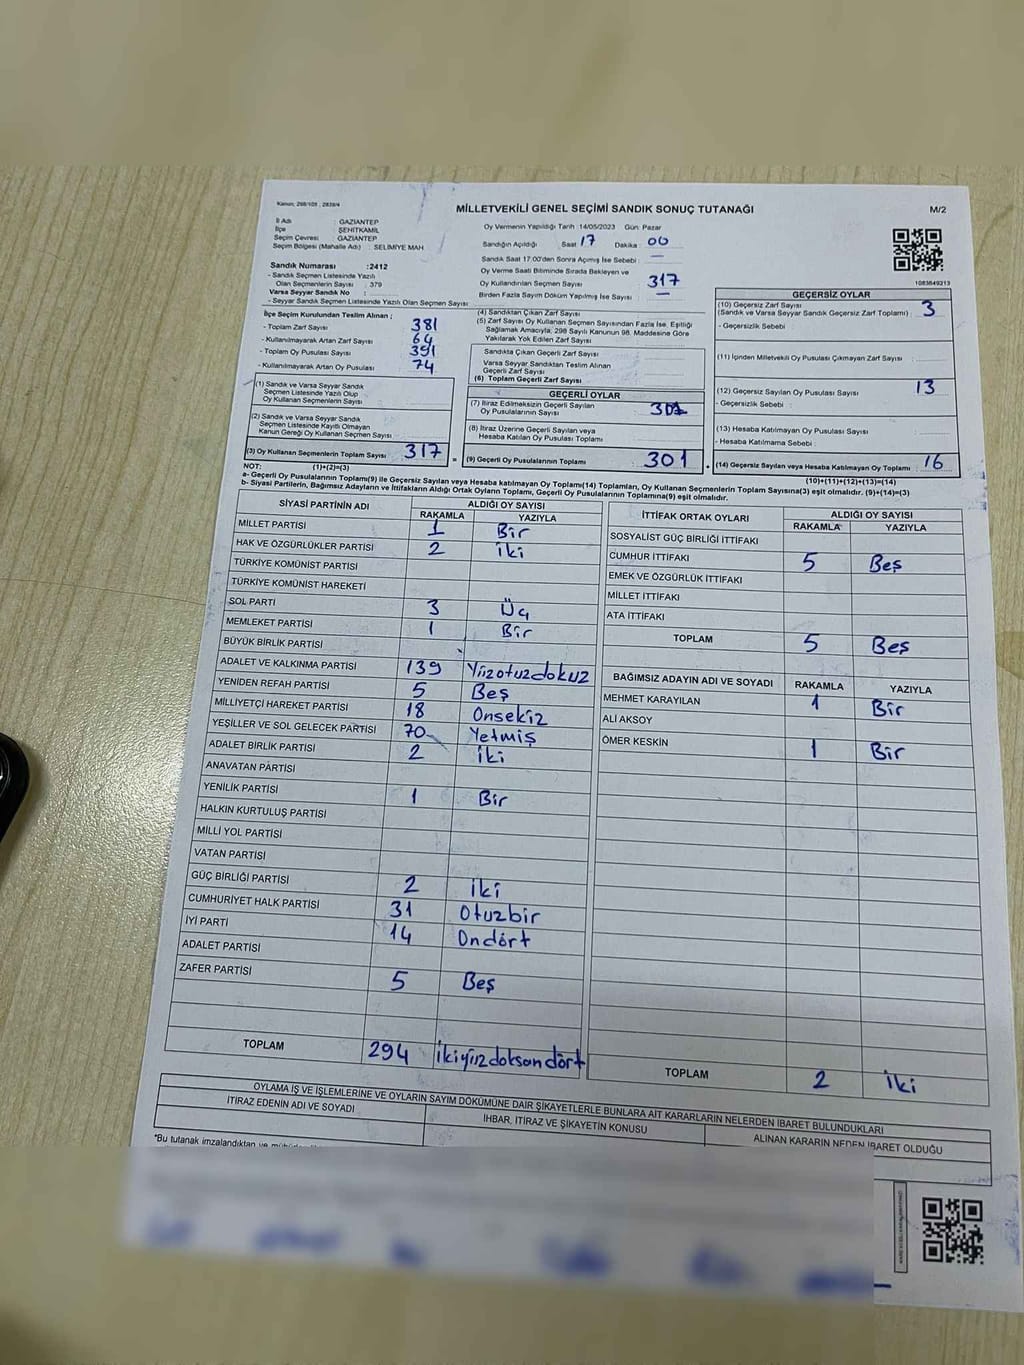 Kanun: 298/105 ; 2839/4
MİLLETVEKİLİ GENEL SEÇİMİ SANDIK SONUÇ TUTANAĞI
M/2
İl Adı : GAZİANTEP
İlçe : ŞEHİTKAMİL
Seçim Çevresi : GAZİANTEP
Seçim Bölgesi (Mahalle Adı) : SELİMİYE MAH
Oy Vermenin Yapıldığı Tarih 14/05/2023 Gün: Pazar
Sandığın Açıldığı Saat 17 Dakika : 00
Sandık Saat 17:00'den Sonra Açımış İse Sebebi : —
Oy Verme Saati Bitiminde Sırada Bekleyen ve
Oy Kullandırılan Seçmen Sayısı : 317
Birden Fazla Sayım Döküm Yapılmış İse Sayısı : —
1083849213
Sandık Numarası :2412
- Sandık Seçmen Listesinde Yazılı
Olan Seçmenlerin Sayısı : 379
Varsa Seyyar Sandık No :
- Seyyar Sandık Seçmen Listesinde Yazılı Olan Seçmen Sayısı :
İlçe Seçim Kurulundan Teslim Alınan ;
- Toplam Zarf Sayısı : 381
- Kullanılmayarak Artan Zarf Sayısı : 64
- Toplam Oy Pusulası Sayısı : 391
- Kullanılmayarak Artan Oy Pusulası : 74
(1) Sandık ve Varsa Seyyar Sandık
Seçmen Listesinde Yazılı Olup
Oy Kullanan Seçmenlerin Sayısı
(2) Sandık ve Varsa Seyyar Sandık
Seçmen Listesinde Kayıtlı Olmayan
Kanun Gereği Oy Kullanan Seçmen Sayısı
(3) Oy Kullanan Seçmenlerin Toplam Sayısı : 317
(4) Sandıktan Çıkan Zarf Sayısı
(5) Zarf Sayısı Oy Kullanan Seçmen Sayısından Fazla İse, Eşitliği
Sağlamak Amacıyla, 298 Sayılı Kanunun 98. Maddesine Göre
Yakılarak Yok Edilen Zarf Sayısı
Sandıkta Çıkan Geçerli Zarf Sayısı
Varsa Seyyar Sandıktan Teslim Alınan
Geçerli Zarf Sayısı
(6) Toplam Geçerli Zarf Sayısı
GEÇERLİ OYLAR
(7) İtiraz Edilmeksizin Geçerli Sayılan
Oy Pusulalarının Sayısı : 301
(8) İtiraz Üzerine Geçerli Sayılan veya
Hesaba Katılan Oy Pusulası Toplamı
= (9) Geçerli Oy Pusulalarının Toplamı : 301
GEÇERSİZ OYLAR
(10) Geçersiz Zarf Sayısı
(Sandık ve Varsa Seyyar Sandık Geçersiz Zarf Toplamı) : 3
- Geçersizlik Sebebi :
(11) İçinden Milletvekili Oy Pusulası Çıkmayan Zarf Sayısı :
(12) Geçersiz Sayılan Oy Pusulası Sayısı : 13
- Geçersizlik Sebebi :
(13) Hesaba Katılmayan Oy Pusulası Sayısı :
- Hesaba Katılmama Sebebi :
(14) Geçersiz Sayılan veya Hesaba Katılmayan Oy Toplamı : 16
NOT: (1)+(2)=(3)
(10)+(11)+(12)+(13)=(14)
a- Geçerli Oy Pusulaları Toplamı(9) ile Geçersiz Sayılan veya Hesaba katılmayan Oy Toplamı(14) Toplamları, Oy Kullanan Seçmenlerin Toplam Sayısına(3) eşit olmalıdır. (9)+(14)=(3)
b- Siyasi Partilerin, Bağımsız Adayların ve İttifakların Aldığı Ortak Oyların Toplamı, Geçerli Oy Pusulalarının Toplamına(9) eşit olmalıdır.
SİYASİ PARTİNİN ADI ALDIĞI OY SAYISI
RAKAMLA YAZIYLA
MİLLET PARTİSİ 1 Bir
HAK VE ÖZGÜRLÜKLER PARTİSİ 2 iki
TÜRKİYE KOMÜNİST PARTİSİ
TÜRKİYE KOMÜNİST HAREKETİ
SOL PARTİ 3 Üç
MEMLEKET PARTİSİ 1 Bir
BÜYÜK BİRLİK PARTİSİ
ADALET VE KALKINMA PARTİSİ 139 Yüzotuzdokuz
YENİDEN REFAH PARTİSİ 5 Beş
MİLLİYETÇİ HAREKET PARTİSİ 18 Onsekiz
YEŞİLLER VE SOL GELECEK PARTİSİ 70 Yetmiş
ADALET BİRLİK PARTİSİ 2 iki
ANAVATAN PARTİSİ
YENİLİK PARTİSİ 1 Bir
HALKIN KURTULUŞ PARTİSİ
MİLLİ YOL PARTİSİ
VATAN PARTİSİ
GÜÇ BİRLİĞİ PARTİSİ 2 iki
CUMHURİYET HALK PARTİSİ 31 Otuzbir
İYİ PARTİ 14 Ondört
ADALET PARTİSİ
ZAFER PARTİSİ 5 Beş
TOPLAM 294 ikiyüzdoksandört
İTTİFAK ORTAK OYLARI ALDIĞI OY SAYISI
RAKAMLA YAZIYLA
SOSYALİST GÜÇ BİRLİĞİ İTTİFAKI
CUMHUR İTTİFAKI 5 Beş
EMEK VE ÖZGÜRLÜK İTTİFAKI
MİLLET İTTİFAKI
ATA İTTİFAKI
TOPLAM 5 Beş
BAĞIMSIZ ADAYIN ADI VE SOYADI RAKAMLA YAZIYLA
MEHMET KARAYILAN 1 Bir
ALİ AKSOY
ÖMER KESKİN 1 Bir
TOPLAM 2 iki
OYLAMA İŞ VE İŞLEMLERİNE VE OYLARIN SAYIM DÖKÜMÜNE DAİR ŞİKAYETLERLE BUNLARA AİT KARARLARIN NELERDEN İBARET BULUNDUKLARI
İTİRAZ EDENİN ADI VE SOYADI İHBAR, İTİRAZ VE ŞİKAYETİN KONUSU ALINAN KARARIN NEDEN İBARET OLDUĞU
*Bu tutanak imzalandıktan ve